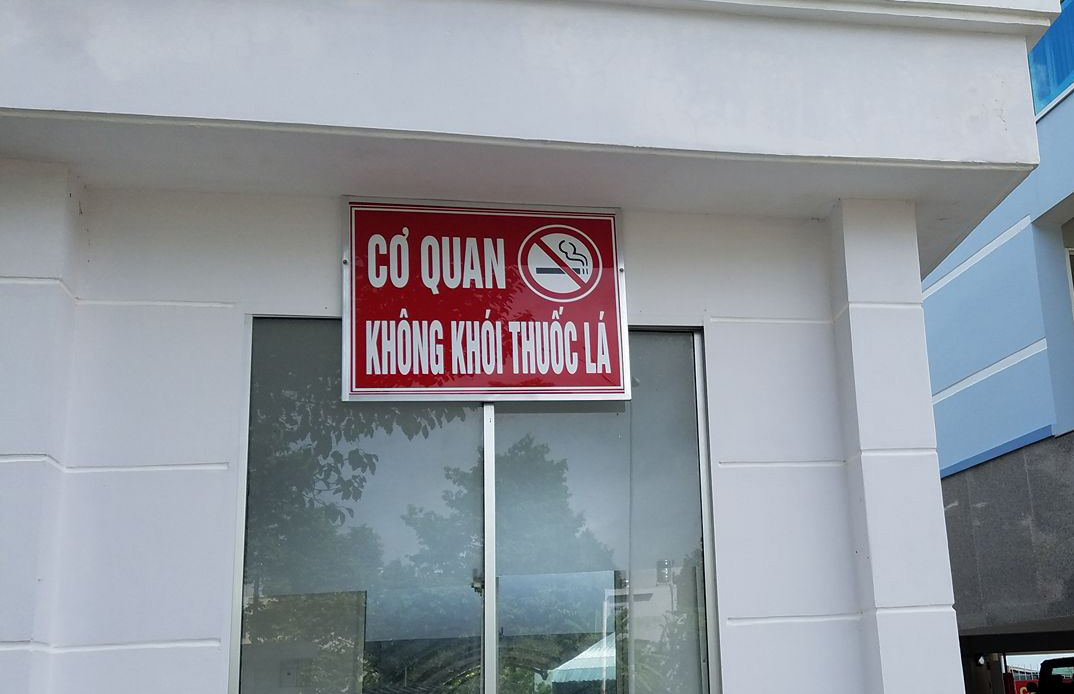 CƠ QUAN
KHÔNG KHÓI THUỐC LÁ